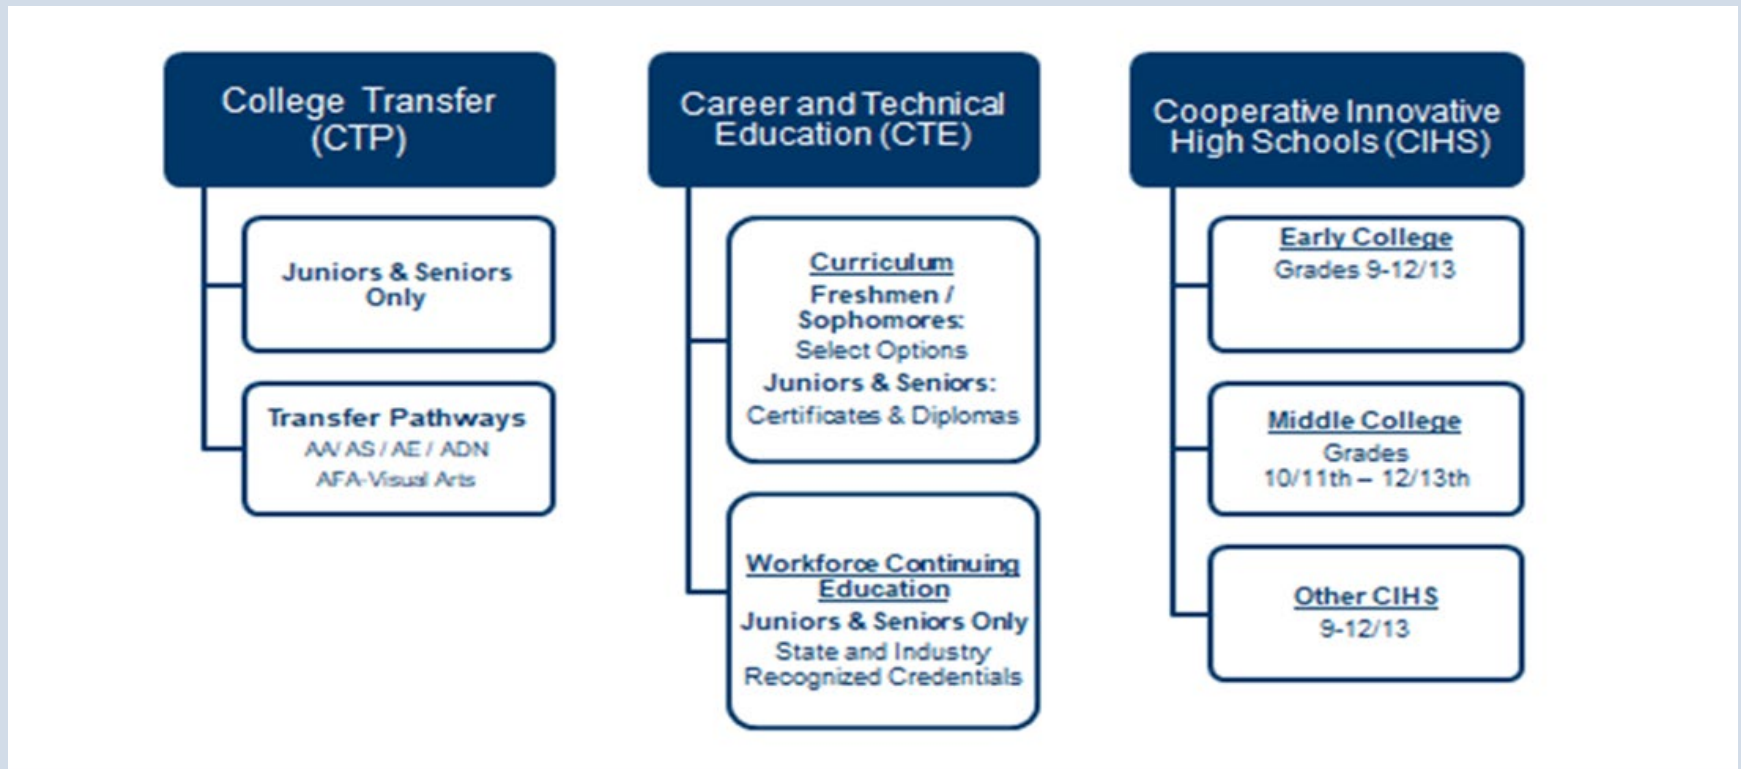 College Transfer
(CTP)
Juniors & Seniors
Only
Transfer Pathways
AA/ AS / AE / ADN
AFA-Visual Arts
Career and Technical
Education (CTE)
Curriculum
Freshmen /
Sophomores:
Select Options
Juniors & Seniors:
Certificates & Diplomas
Workforce Continuing
Education
Juniors & Seniors Only
State and Industry
Recognized Credentials
Cooperative Innovative
High Schools (CIHS)
Early College
Grades 9-12/13
Middle College
Grades
10/11th – 12/13th
Other CIHS
9-12/13